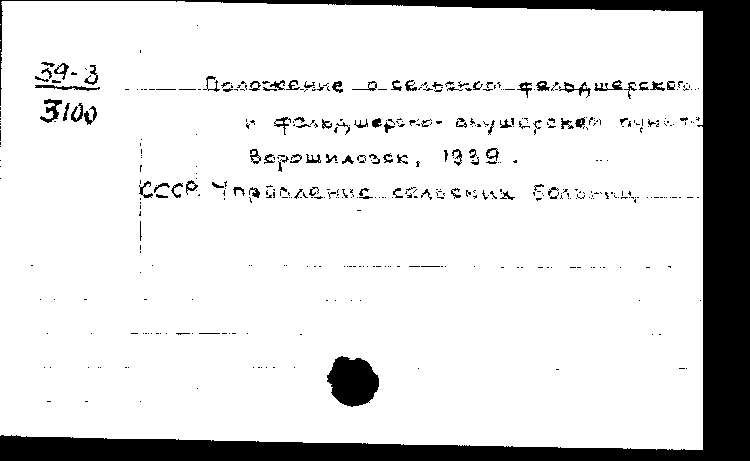 39-3
3100
Положение о сельском фельдшерском
и фельдшерско-акушерском пункте
Ворошиловск, 1939.
СССР. Управление сельских больниц